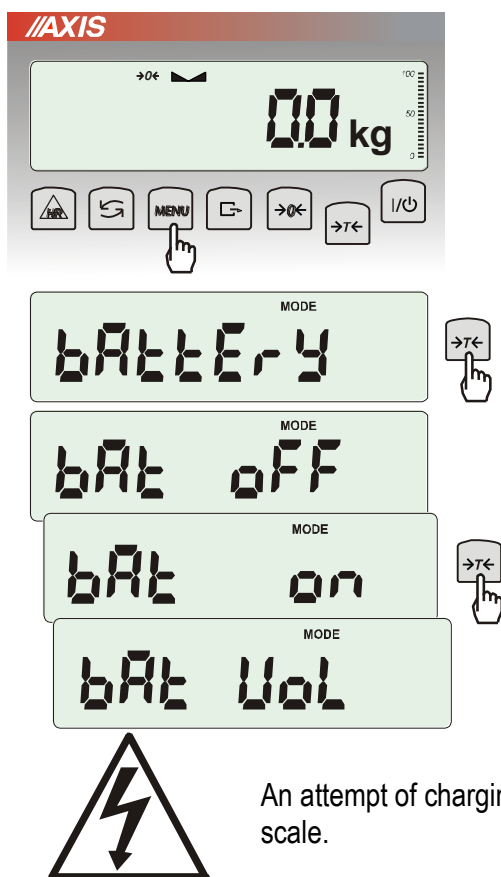 //AXIS
→0← 100
0.0 kg 50
0
HR MENU →0← →T← I/⏻
MODE
bAttErY →T←
MODE
bAt oFF
MODE
bAt on →T←
MODE
bAt VoL
An attempt of
scale.